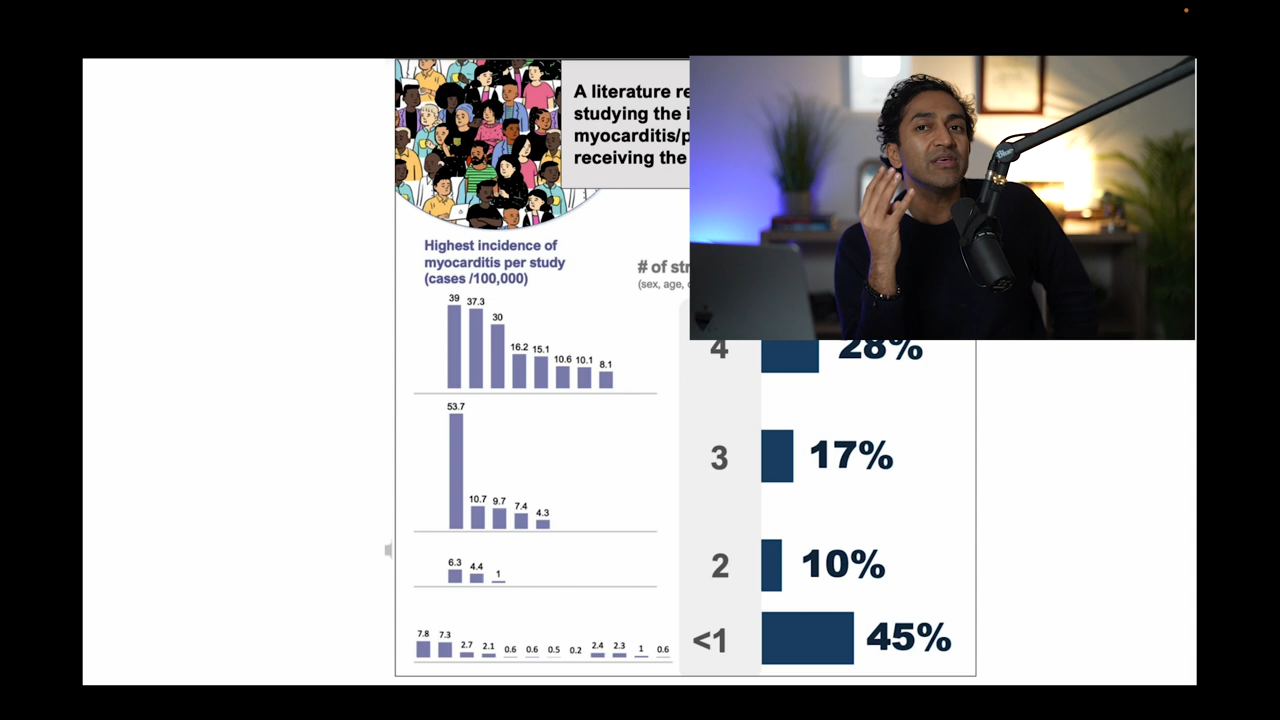 A literature re
studying the i
myocarditis/p
receiving the
Highest incidence of
myocarditis per study
(cases /100,000)
# of str
(sex, age, 
39 37.3 30 16.2 15.1 10.6 10.1 8.1
4 28%
53.7 10.7 9.7 7.4 4.3
3 17%
6.3 4.4 1
2 10%
7.8 7.3 2.7 2.1 0.6 0.6 0.5 0.2 2.4 2.3 1 0.6
<1 45%